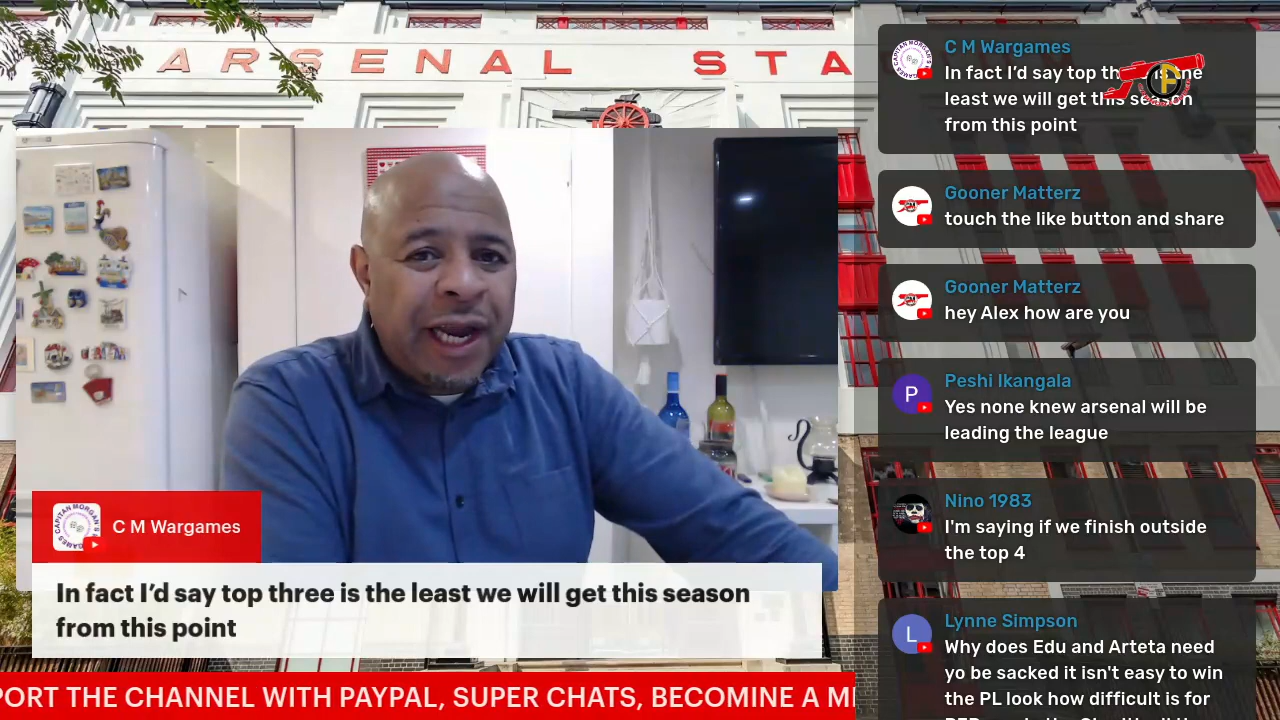 ARSENAL STA
C M Wargames
In fact I’d say top three is the least we will get this season
from this point
PORT THE CHANNEL WITH PAYPAL, SUPER CHATS, BECOMINE A M
C M Wargames
In fact I’d say top
least we will get this season
from this point
Gooner Matterz
touch the like button and share
Gooner Matterz
hey Alex how are you
Peshi Ikangala
P
Yes none knew arsenal will be
leading the league
Nino 1983
I'm saying if we finish outside
the top 4
Lynne Simpson
L
Why does Edu and Arteta need
to be sacked it isn't easy to win
the PL look how difficult is for